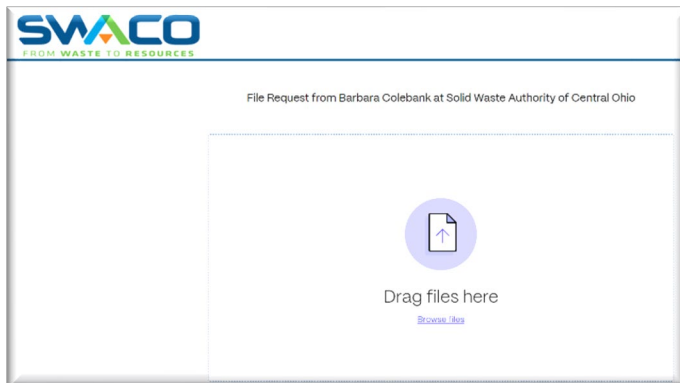 SWACO
FROM WASTE TO RESOURCES
File Request from Barbara Colebank at Solid Waste Authority of Central Ohio
Drag files here
Browse files